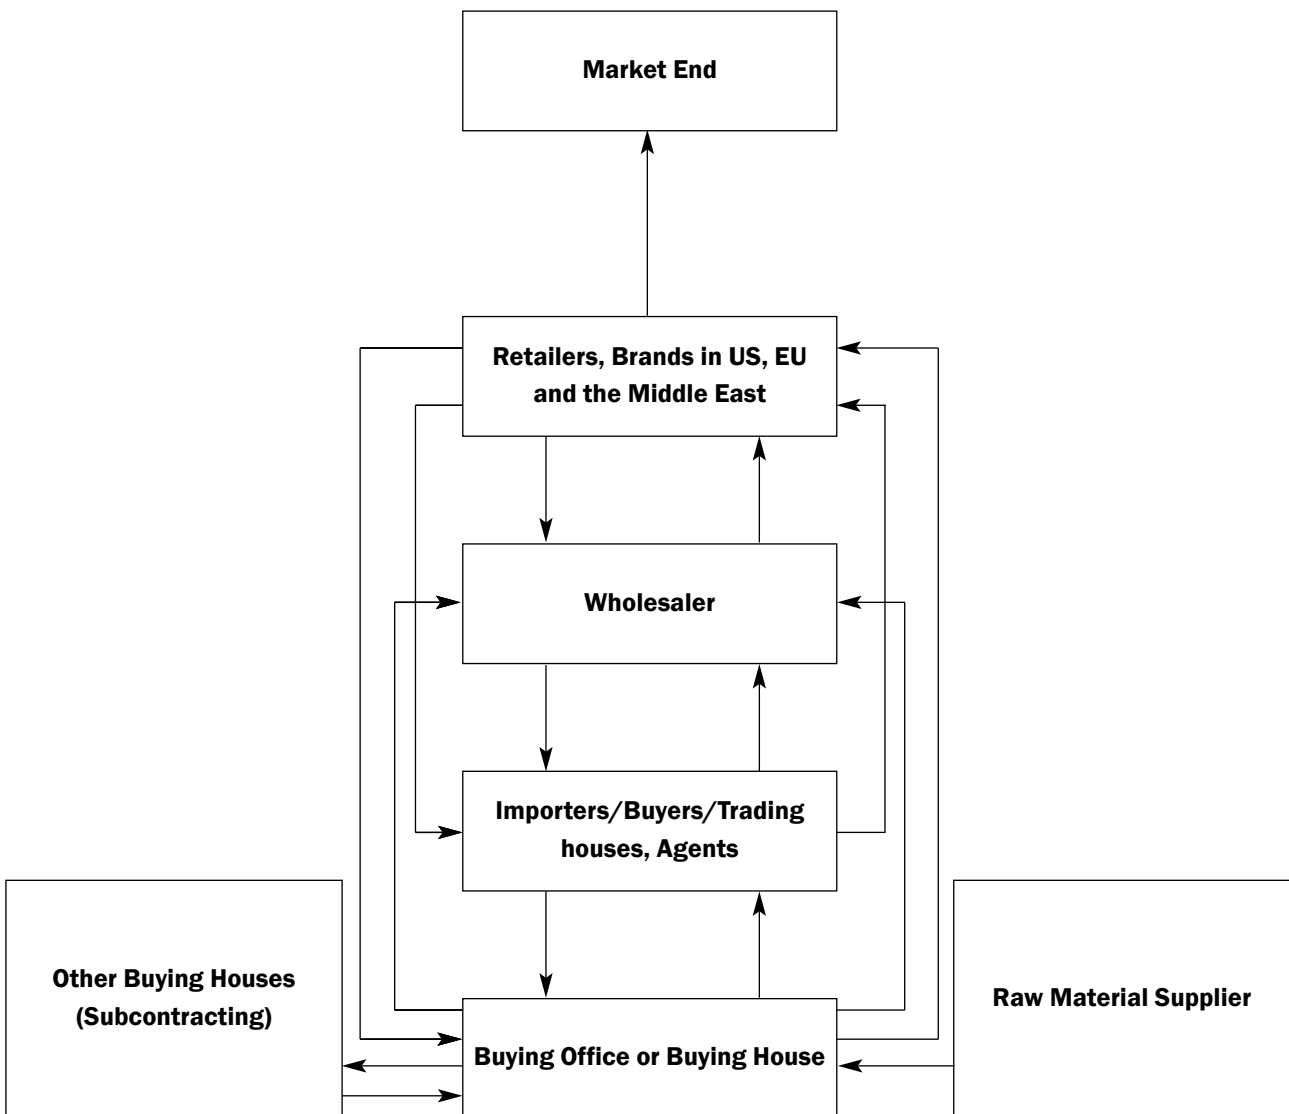 Market End
Retailers, Brands in US, EU
and the Middle East
Wholesaler
Importers/Buyers/Trading
houses, Agents
Other Buying Houses
(Subcontracting)
Raw Material Supplier
Buying Office or Buying House